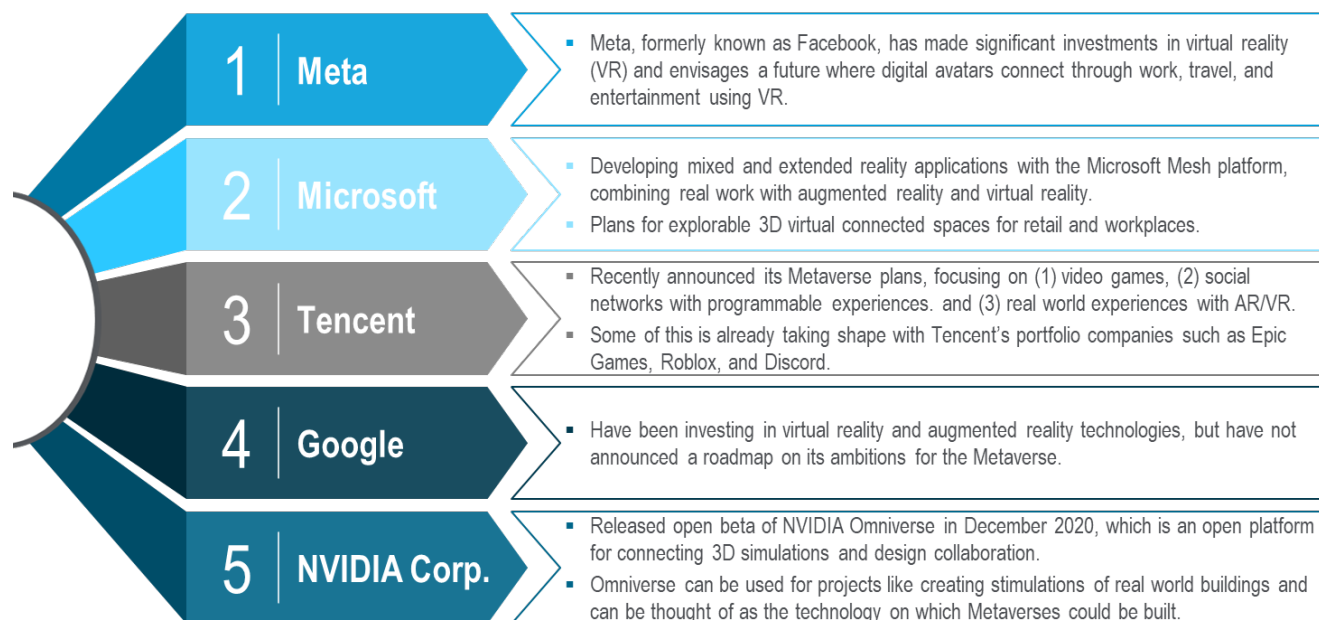 1 Meta
▪ Meta, formerly known as Facebook, has made significant investments in virtual reality
(VR) and envisages a future where digital avatars connect through work, travel, and
entertainment using VR.
2 Microsoft
▪ Developing mixed and extended reality applications with the Microsoft Mesh platform,
combining real work with augmented reality and virtual reality.
▪ Plans for explorable 3D virtual connected spaces for retail and workplaces.
3 Tencent
▪ Recently announced its Metaverse plans, focusing on (1) video games, (2) social
networks with programmable experiences. and (3) real world experiences with AR/VR.
▪ Some of this is already taking shape with Tencent's portfolio companies such as Epic
Games, Roblox, and Discord.
4 Google
▪ Have been investing in virtual reality and augmented reality technologies, but have not
announced a roadmap on its ambitions for the Metaverse.
5 NVIDIA Corp.
▪ Released open beta of NVIDIA Omniverse in December 2020, which is an open platform
for connecting 3D simulations and design collaboration.
▪ Omniverse can be used for projects like creating stimulations of real world buildings and
can be thought of as the technology on which Metaverses could be built.